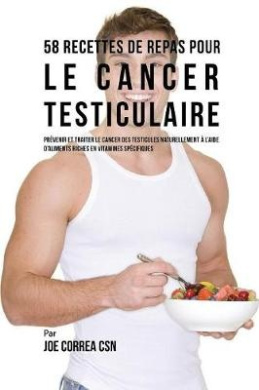 58 RECETTES DE REPAS POUR
LE CANCER
TESTICULAIRE
PRÉVENIR ET TRAITER LE CANCER DES TESTICULES NATURELLEMENT À L'AIDE
D'ALIMENTS RICHES EN VITAMINES SPÉCIFIQUES
Par
JOE CORREA CSN